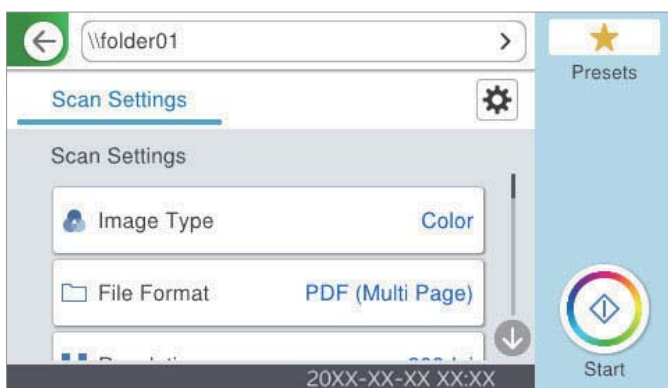 \\folder01
Presets
Scan Settings
Scan Settings
Image Type Color
File Format PDF (Multi Page)
20XX-XX-XX XX:XX
Start